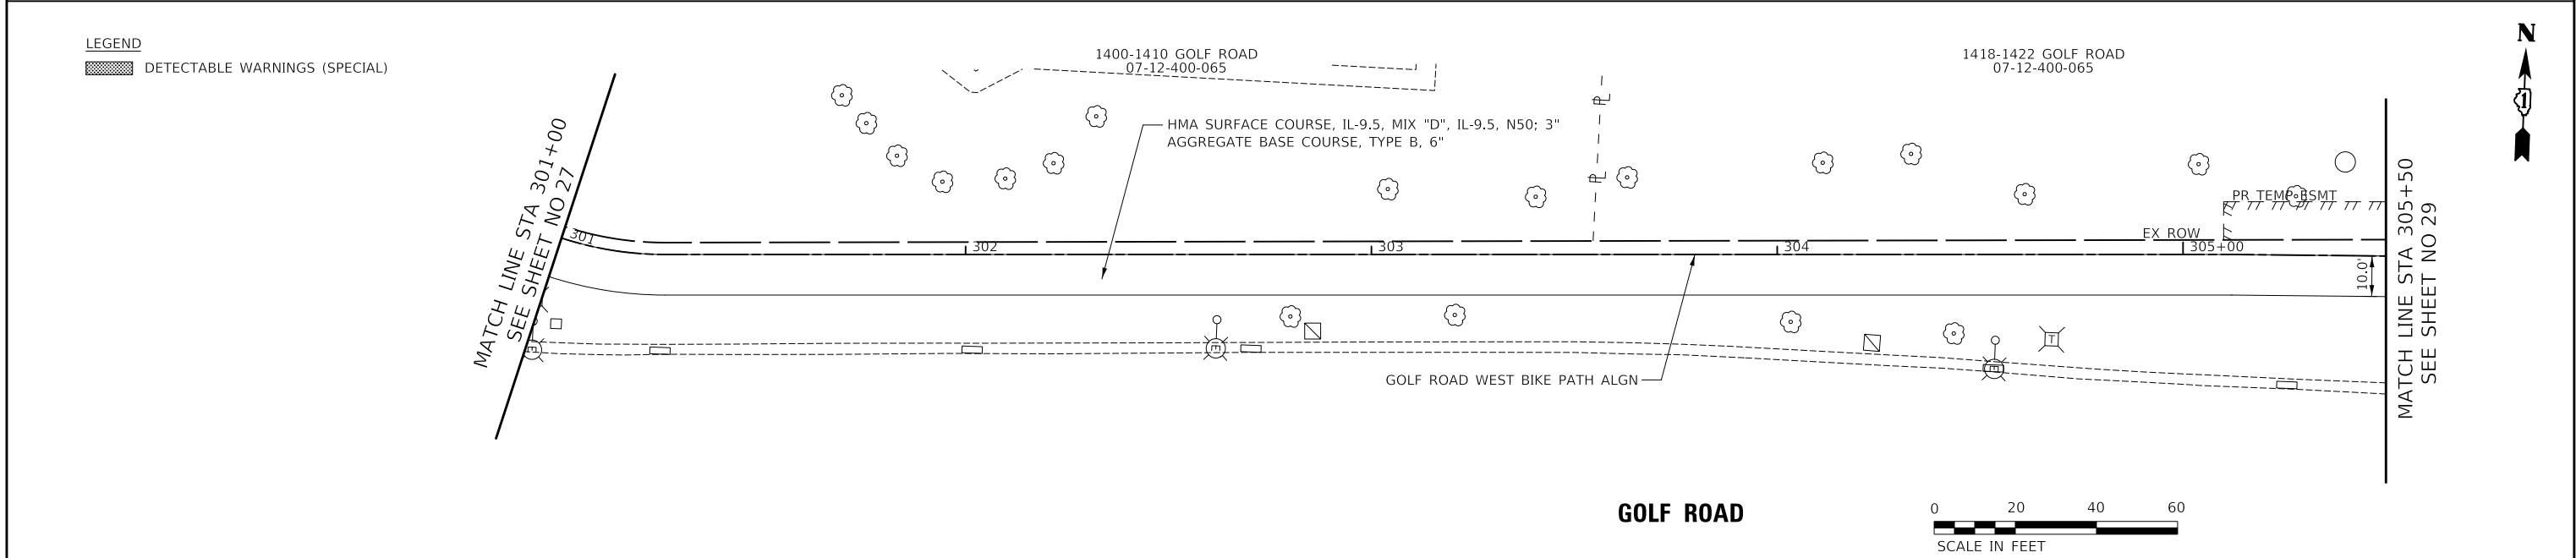 LEGEND
DETECTABLE WARNINGS (SPECIAL)
1400-1410 GOLF ROAD
07-12-400-065
1418-1422 GOLF ROAD
07-12-400-065
N
1
HMA SURFACE COURSE, IL-9.5, MIX "D", IL-9.5, N50; 3"
AGGREGATE BASE COURSE, TYPE B, 6"
P
P
MATCH LINE STA 301+00
SEE SHEET NO 27
PR TEMP ESMT
EX ROW
301
302
303
304
305+00
10.0'
MATCH LINE STA 305+50
SEE SHEET NO 29
E
E
E
T
GOLF ROAD WEST BIKE PATH ALGN
GOLF ROAD
0 20 40 60
SCALE IN FEET